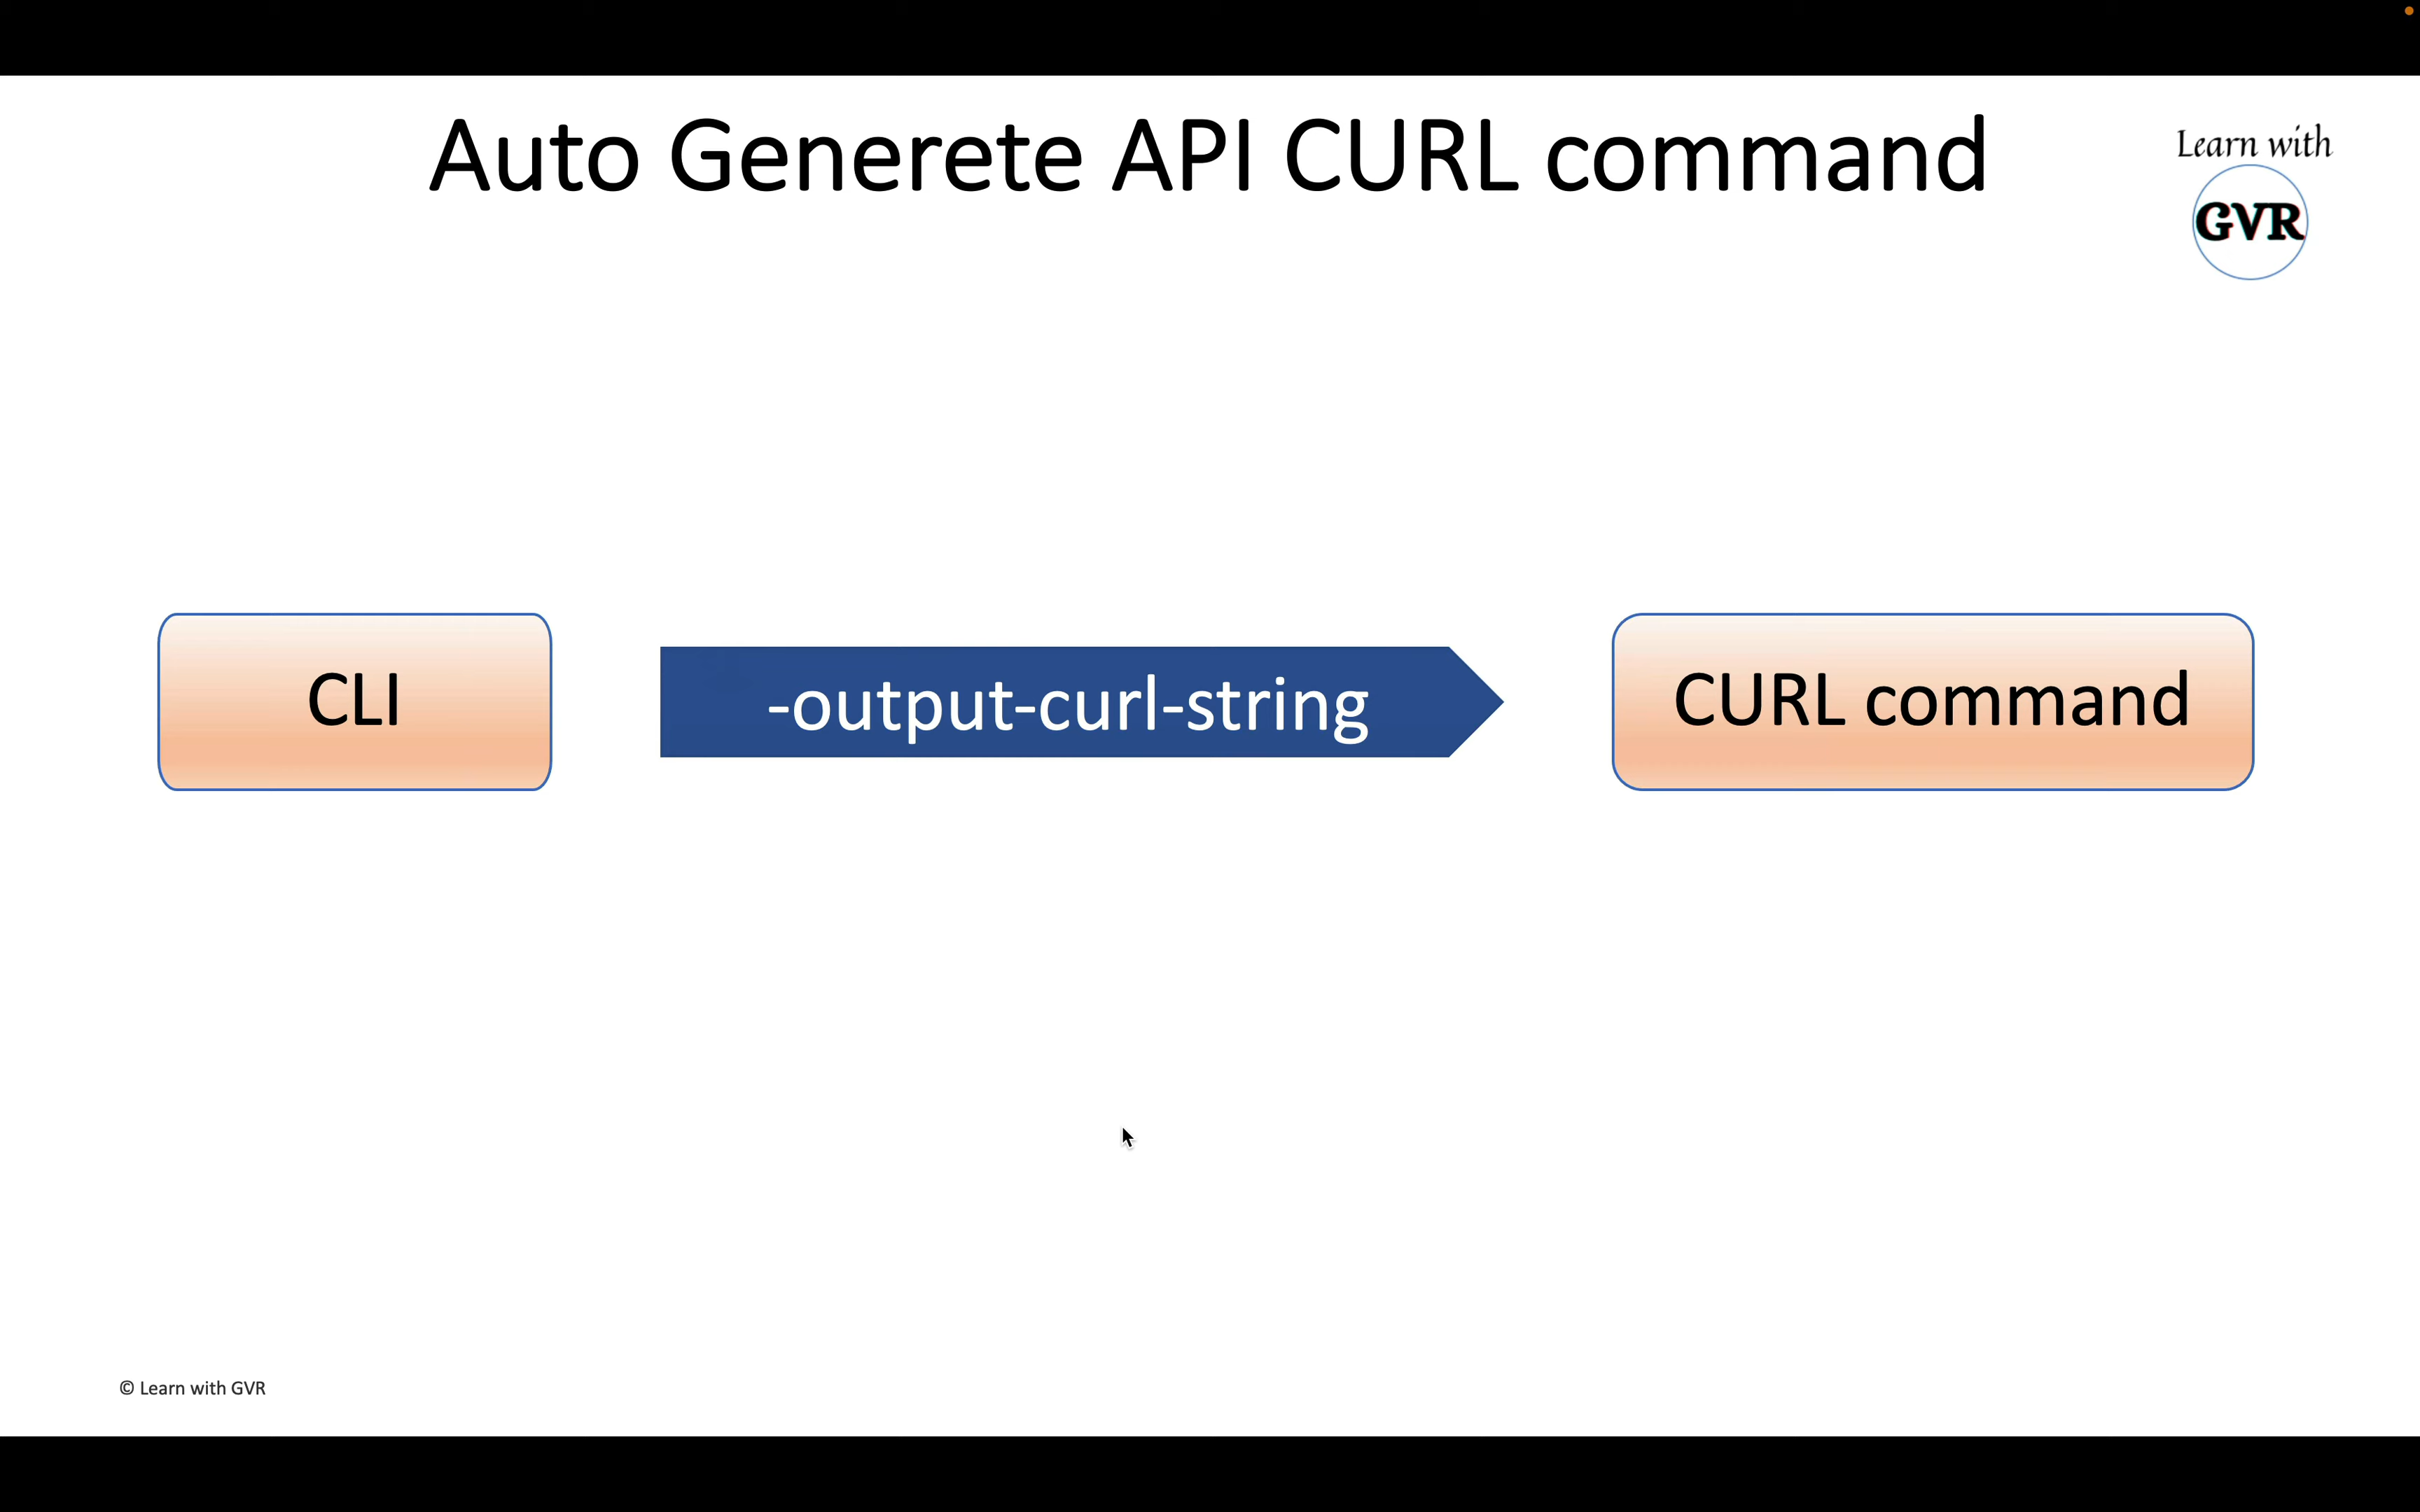 Auto Generete API CURL command
Learn with
GVR
CLI
-output-curl-string
CURL command
© Learn with GVR